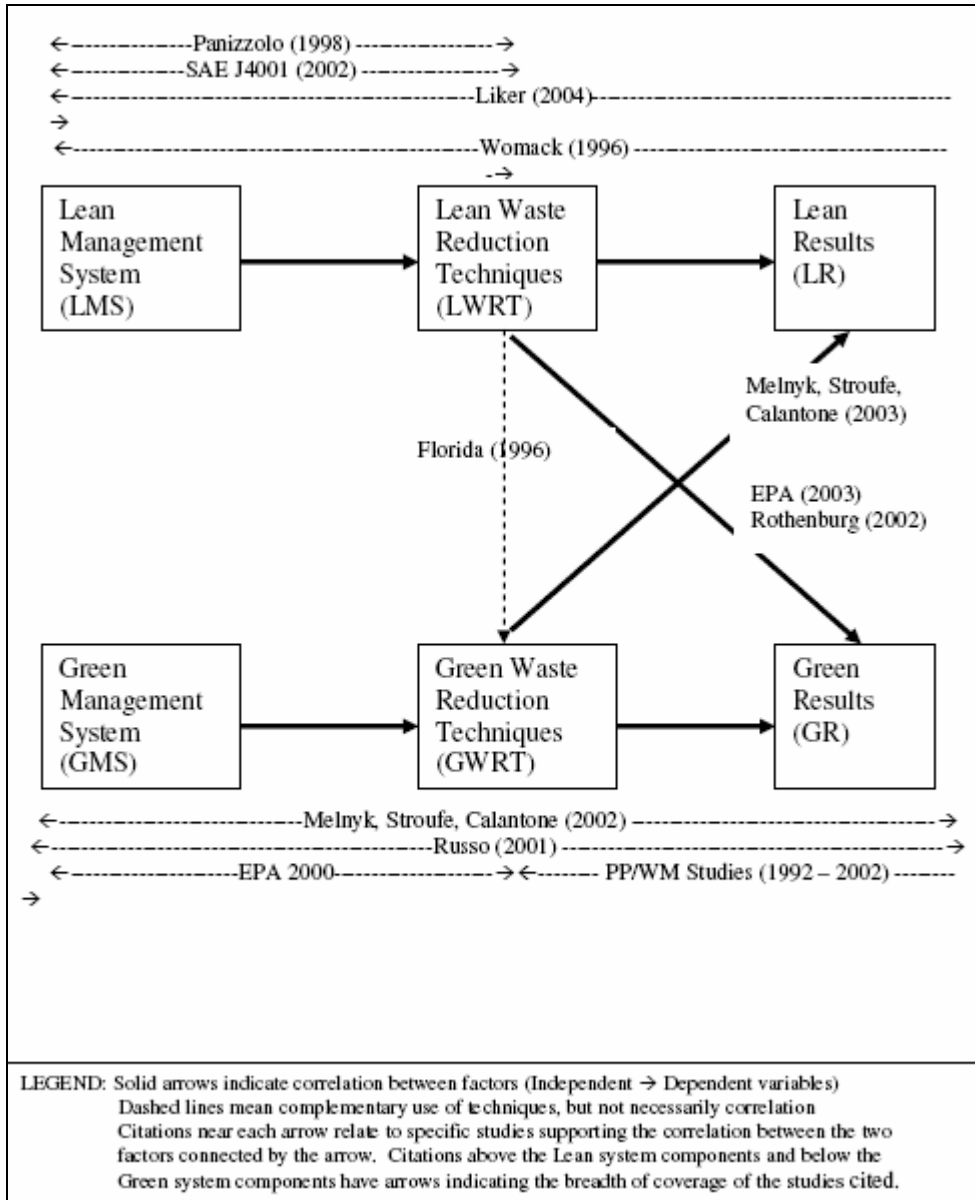 ←-------------Panizzolo (1998) --------------→
←-------------SAE J4001 (2002) --------------→
←------------------------------------------Liker (2004)------------------------------------
→
←------------------------------------------Womack (1996) --------------------------------
-→
Lean
Management
System
(LMS)
Lean Waste
Reduction
Techniques
(LWRT)
Lean
Results
(LR)
Melnyk, Stroufe,
Calantone (2003)
Florida (1996)
EPA (2003)
Rothenburg (2002)
Green
Management
System
(GMS)
Green Waste
Reduction
Techniques
(GWRT)
Green
Results
(GR)
←--------------------------Melnyk, Stroufe, Calantone (2002) --------------------------------→
←----------------------------------------Russo (2001) ----------------------------------------→
←-------------------EPA 2000-----------------→←--------- PP/WM Studies (1992 – 2002) -------
→
LEGEND: Solid arrows indicate correlation between factors (Independent → Dependent variables)
Dashed lines mean complementary use of techniques, but not necessarily correlation
Citations near each arrow relate to specific studies supporting the correlation between the two
factors connected by the arrow. Citations above the Lean system components and below the
Green system components have arrows indicating the breadth of coverage of the studies cited.